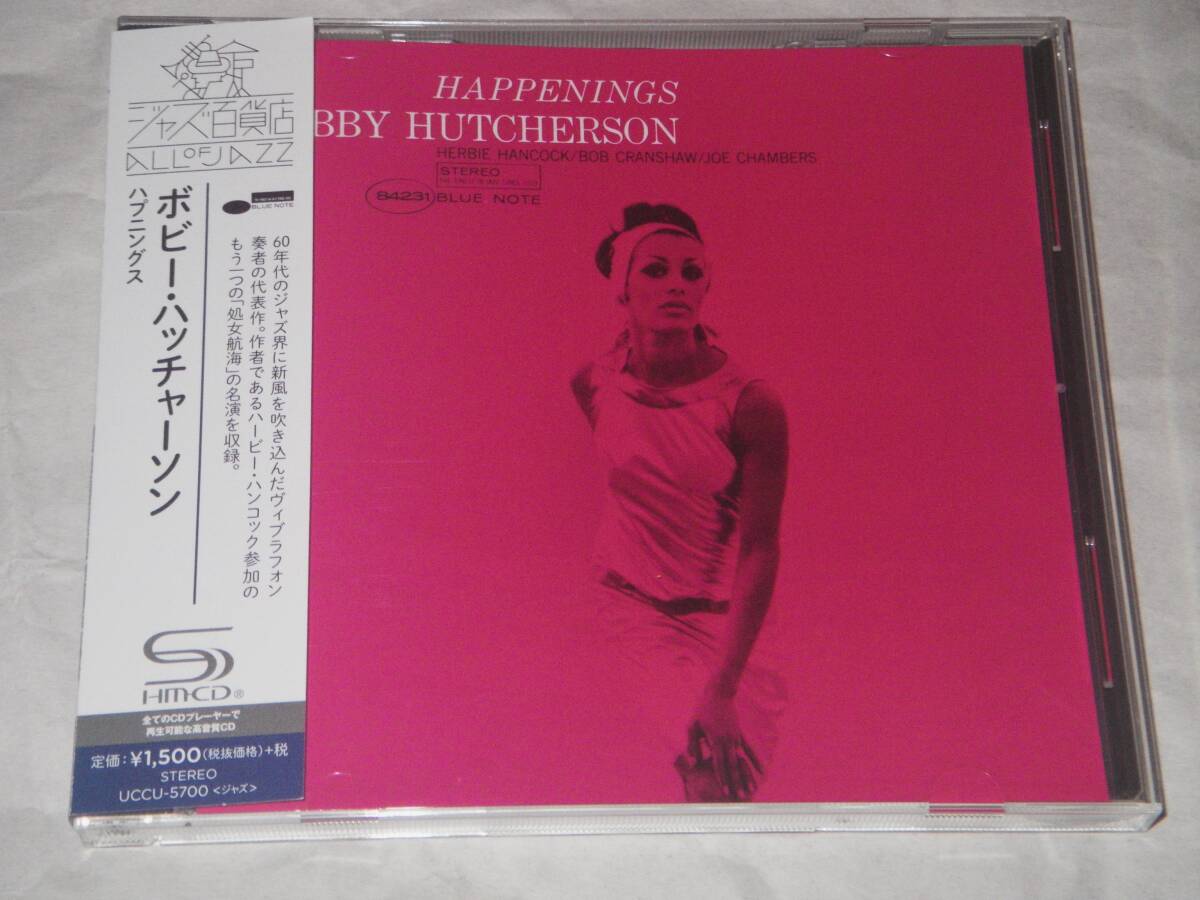 ジャズ百貨店
ALL OF JAZZ
BLUE NOTE
ボビー・ハッチャーソン
ハプニングス
60年代のジャズ界に新風を吹き込んだヴィブラフォン
奏者の代表作。作者であるハービー・ハンコック参加の
もう一つの「処女航海」の名演を収録。
SHM-CD®
全てのCDプレーヤーで
再生可能な高音質CD
定価:¥1,500(税抜価格)+税
STEREO
UCCU-5700 <ジャズ>
HAPPENINGS
BBY HUTCHERSON
HERBIE HANCOCK/BOB CRANSHAW/JOE CHAMBERS
STEREO
84231 BLUE NOTE